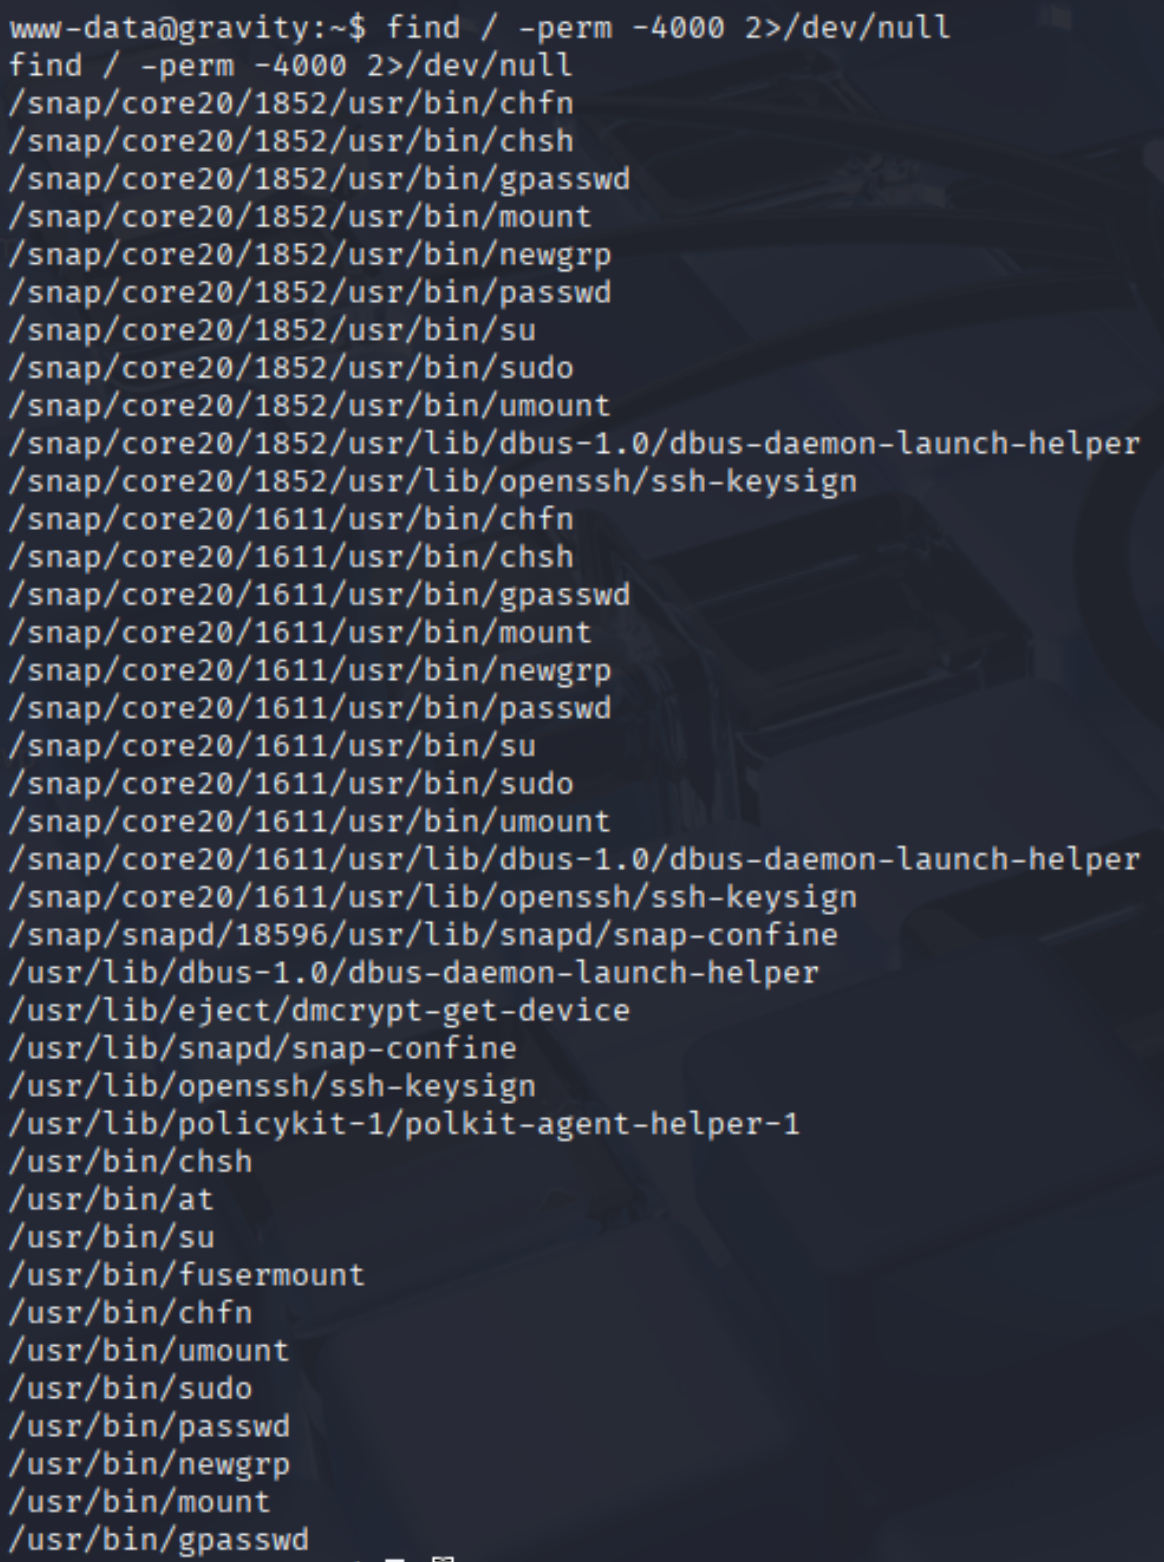 www-data@gravity:~$ find / -perm -4000 2>/dev/null
find / -perm -4000 2>/dev/null
/snap/core20/1852/usr/bin/chfn
/snap/core20/1852/usr/bin/chsh
/snap/core20/1852/usr/bin/gpasswd
/snap/core20/1852/usr/bin/mount
/snap/core20/1852/usr/bin/newgrp
/snap/core20/1852/usr/bin/passwd
/snap/core20/1852/usr/bin/su
/snap/core20/1852/usr/bin/sudo
/snap/core20/1852/usr/bin/umount
/snap/core20/1852/usr/lib/dbus-1.0/dbus-daemon-launch-helper
/snap/core20/1852/usr/lib/openssh/ssh-keysign
/snap/core20/1611/usr/bin/chfn
/snap/core20/1611/usr/bin/chsh
/snap/core20/1611/usr/bin/gpasswd
/snap/core20/1611/usr/bin/mount
/snap/core20/1611/usr/bin/newgrp
/snap/core20/1611/usr/bin/passwd
/snap/core20/1611/usr/bin/su
/snap/core20/1611/usr/bin/sudo
/snap/core20/1611/usr/bin/umount
/snap/core20/1611/usr/lib/dbus-1.0/dbus-daemon-launch-helper
/snap/core20/1611/usr/lib/openssh/ssh-keysign
/snap/snapd/18596/usr/lib/snapd/snap-confine
/usr/lib/dbus-1.0/dbus-daemon-launch-helper
/usr/lib/eject/dmcrypt-get-device
/usr/lib/snapd/snap-confine
/usr/lib/openssh/ssh-keysign
/usr/lib/policykit-1/polkit-agent-helper-1
/usr/bin/chsh
/usr/bin/at
/usr/bin/su
/usr/bin/fusermount
/usr/bin/chfn
/usr/bin/umount
/usr/bin/sudo
/usr/bin/passwd
/usr/bin/newgrp
/usr/bin/mount
/usr/bin/gpasswd